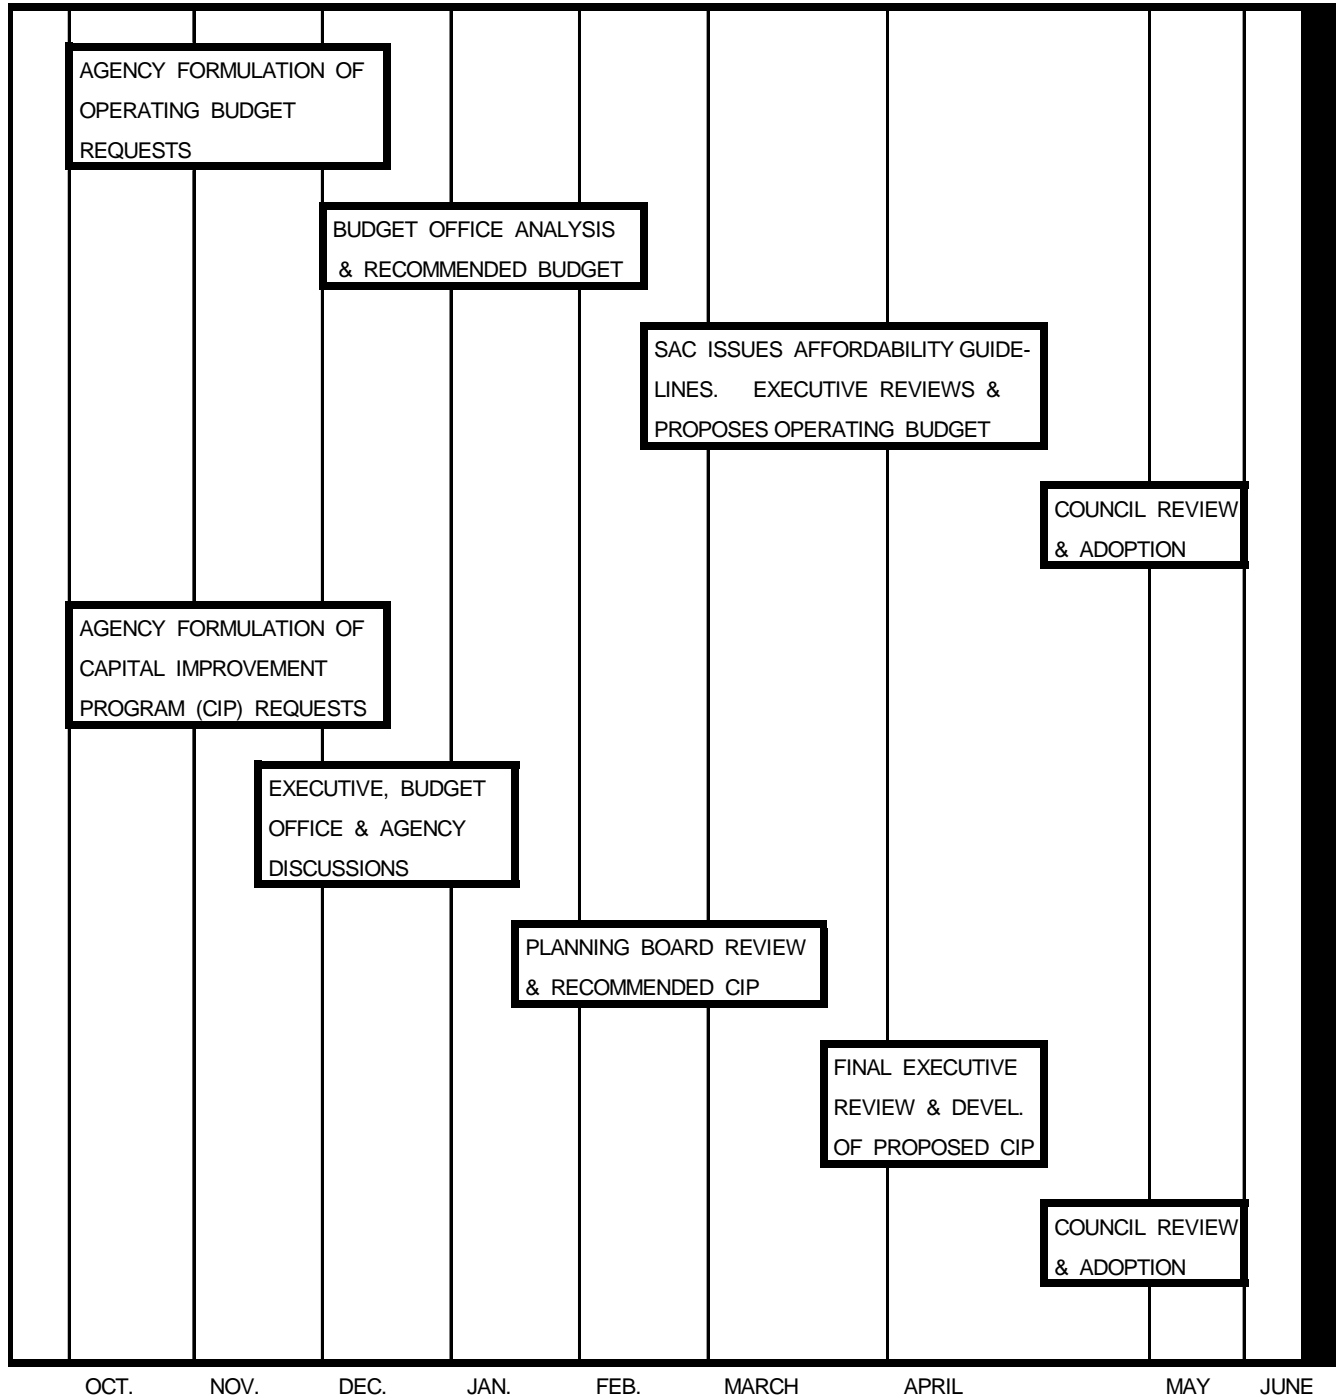 AGENCY FORMULATION OF
OPERATING BUDGET
REQUESTS
BUDGET OFFICE ANALYSIS
& RECOMMENDED BUDGET
SAC ISSUES AFFORDABILITY GUIDE-
LINES. EXECUTIVE REVIEWS &
PROPOSES OPERATING BUDGET
COUNCIL REVIEW
& ADOPTION
AGENCY FORMULATION OF
CAPITAL IMPROVEMENT
PROGRAM (CIP) REQUESTS
EXECUTIVE, BUDGET
OFFICE & AGENCY
DISCUSSIONS
PLANNING BOARD REVIEW
& RECOMMENDED CIP
FINAL EXECUTIVE
REVIEW & DEVEL.
OF PROPOSED CIP
COUNCIL REVIEW
& ADOPTION
OCT. NOV. DEC. JAN. FEB. MARCH APRIL MAY JUNE